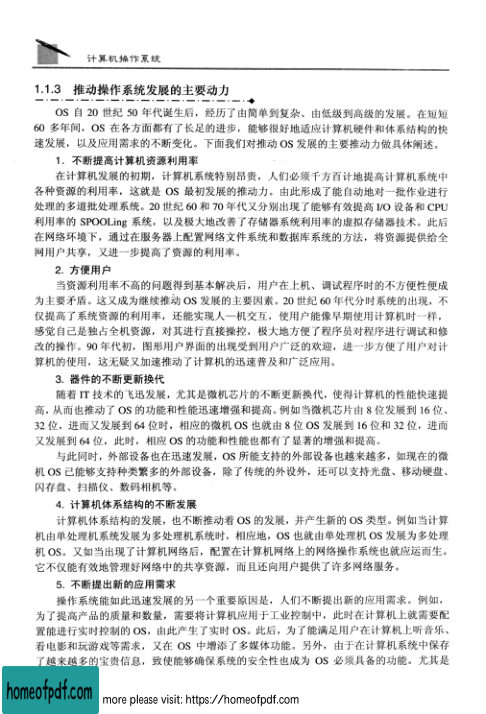 计算机操作系统
1.1.3 推动操作系统发展的主要动力
OS 自 20 世纪 50 年代诞生后，经历了由简单到复杂、由低级到高级的发展。在短短
60 多年间，OS 在各方面都有了长足的进步，能够很好地适应计算机硬件和体系结构的快
速发展，以及应用需求的不断变化。下面我们对推动 OS 发展的主要推动力做具体阐述。
1. 不断提高计算机资源利用率
在计算机发展的初期，计算机系统特别昂贵，人们必须千方百计地提高计算机系统中
各种资源的利用率，这就是 OS 最初发展的推动力。由此形成了能自动地对一批作业进行
处理的多道批处理系统。20 世纪 60 和 70 年代又分别出现了能够有效提高 I/O 设备和 CPU
利用率的 SPOOLing 系统，以及极大地改善了存储器系统利用率的虚拟存储器技术。此后
在网络环境下，通过在服务器上配置网络文件系统和数据库系统的方法，将资源提供给全
网用户共享，又进一步提高了资源的利用率。
2. 方便用户
当资源利用率不高的问题得到基本解决后，用户在上机、调试程序时的不方便性便成
为主要矛盾。这又成为继续推动 OS 发展的主要因素。20 世纪 60 年代分时系统的出现，不
仅提高了系统资源的利用率，还能实现人—机交互，使用户能像早期使用计算机时一样，
感觉自己是独占全机资源，对其进行直接操控，极大地方便了程序员对程序进行调试和修
改的操作。90 年代初，图形用户界面的出现受到用户广泛的欢迎，进一步方便了用户对计
算机的使用，这无疑又加速推动了计算机的迅速普及和广泛应用。
3. 器件的不断更新换代
随着 IT 技术的飞迅发展，尤其是微机芯片的不断更新换代，使得计算机的性能快速提
高，从而也推动了 OS 的功能和性能迅速增强和提高。例如当微机芯片由 8 位发展到 16 位、
32 位，进而又发展到 64 位时，相应的微机 OS 也就由 8 位 OS 发展到 16 位和 32 位，进而
又发展到 64 位，此时，相应 OS 的功能和性能也都有了显著的增强和提高。
与此同时，外部设备也在迅速发展，OS 所能支持的外部设备也越来越多，如现在的微
机 OS 已能够支持种类繁多的外部设备，除了传统的外设外，还可以支持光盘、移动硬盘、
闪存盘、扫描仪、数码相机等。
4. 计算机体系结构的不断发展
计算机体系结构的发展，也不断推动着 OS 的发展，并产生新的 OS 类型。例如当计算
机由单处理机系统发展为多处理机系统时，相应地，OS 也就由单处理机 OS 发展为多处理
机 OS。又如当出现了计算机网络后，配置在计算机网络上的网络操作系统也就应运而生。
它不仅能有效地管理好网络中的共享资源，而且还向用户提供了许多网络服务。
5. 不断提出新的应用需求
操作系统能如此迅速发展的另一个重要原因是，人们不断提出新的应用需求。例如，
为了提高产品的质量和数量，需要将计算机应用于工业控制中，此时在计算机上就需要配
置能进行实时控制的 OS，由此产生了实时 OS。此后，为了能满足用户在计算机上听音乐、
看电影和玩游戏等需求，又在 OS 中增添了多媒体功能。另外，由于在计算机系统中保存
了越来越多的宝贵信息，致使能够确保系统的安全性也成为 OS 必须具备的功能。尤其是
homeofpdf.com
more please visit: https://homeofpdf.com